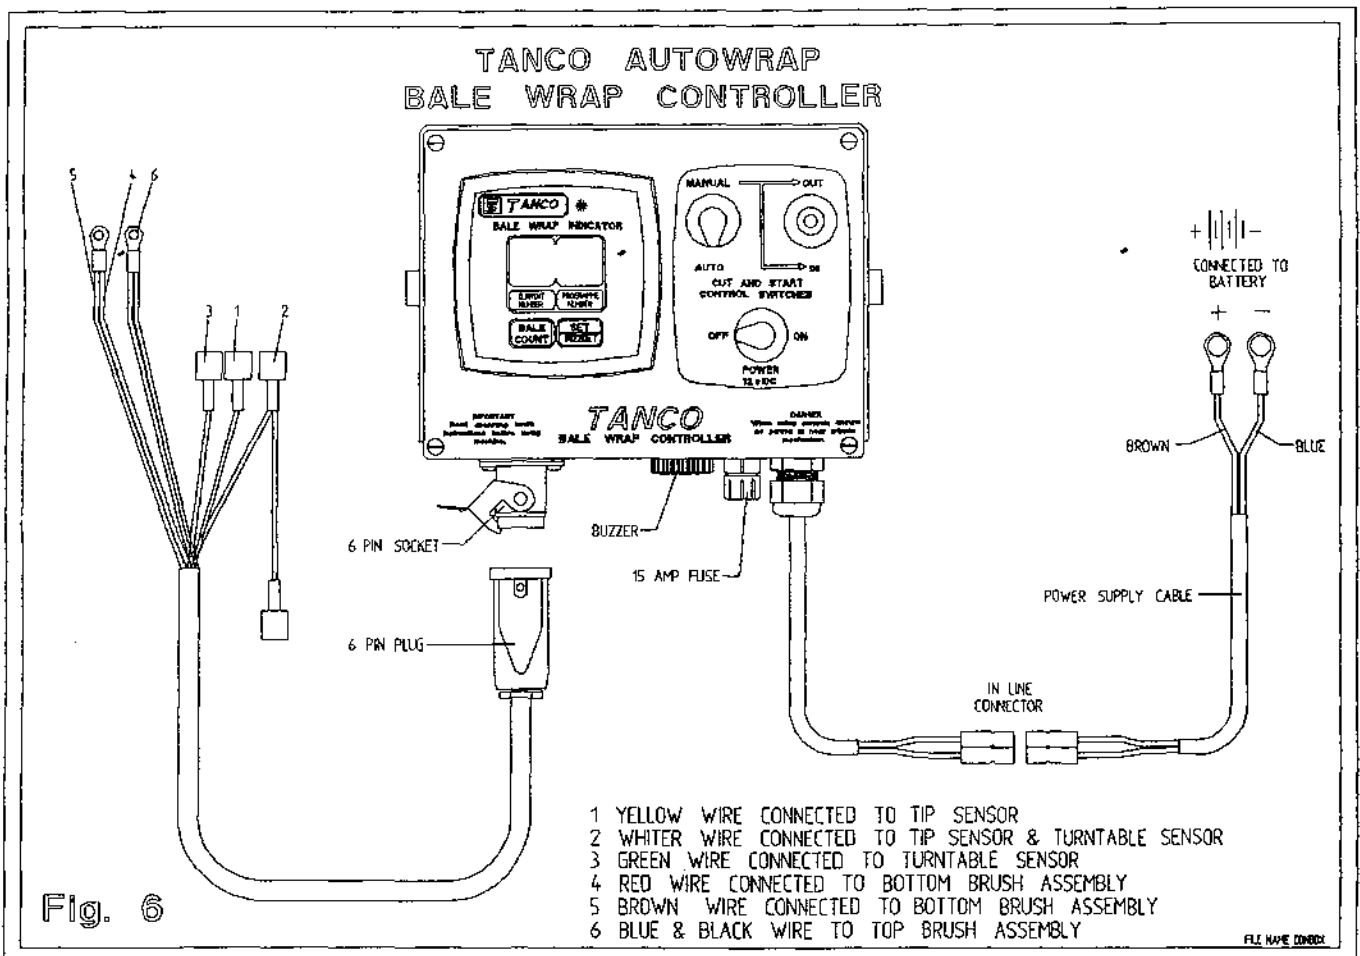 TANCO AUTOWRAP
BALE WRAP CONTROLLER
5 4 6
3 1 2
TANCO
BALE WRAP INDICATOR
CURRENT NUMBER
PROGRAMME NUMBER
BALE COUNT
SET
MANUAL
OUT
AUTO
CUT AND START
CONTROL SWITCHES
OFF
ON
POWER
12 v DC
IMPORTANT
TANCO
BALE WRAP CONTROLLER
DANGER
+ -
CONNECTED TO
BATTERY
+ -
BROWN
BLUE
6 PIN SOCKET
BUZZER
15 AMP FUSE
POWER SUPPLY CABLE
6 PIN PLUG
IN LINE
CONNECTOR
1 YELLOW WIRE CONNECTED TO TIP SENSOR
2 WHITER WIRE CONNECTED TO TIP SENSOR & TURNTABLE SENSOR
3 GREEN WIRE CONNECTED TO TURNTABLE SENSOR
4 RED WIRE CONNECTED TO BOTTOM BRUSH ASSEMBLY
5 BROWN WIRE CONNECTED TO BOTTOM BRUSH ASSEMBLY
6 BLUE & BLACK WIRE TO TOP BRUSH ASSEMBLY
Fig. 6
FILE NAME CONBOX